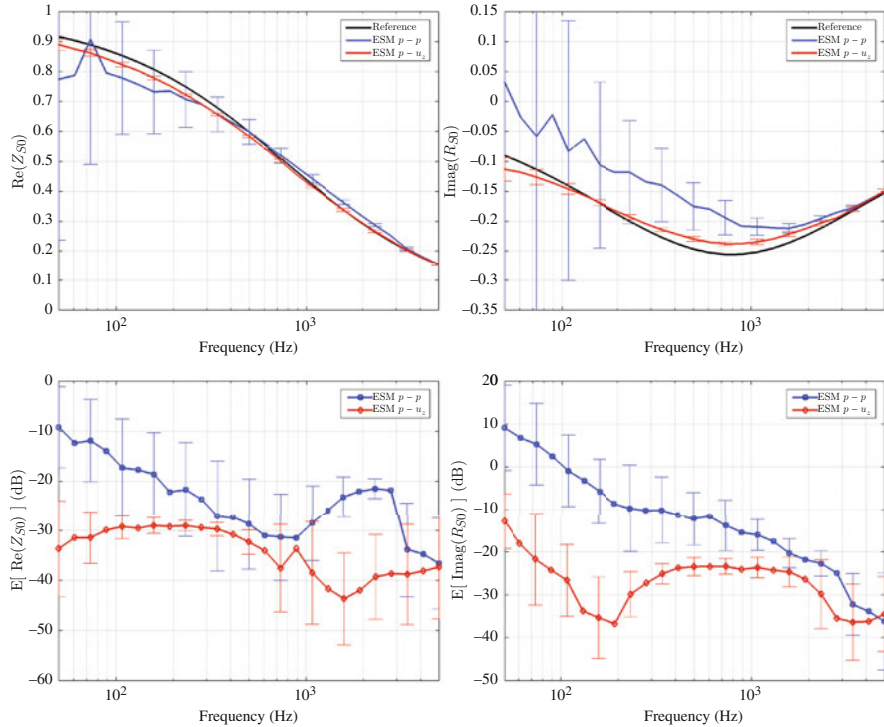 Re(Z_{S0})
1
0.9
0.8
0.7
0.6
0.5
0.4
0.3
0.2
0.1
0
10^2
10^3
Frequency (Hz)
Reference
ESM p − p
ESM p − u_z
Imag(R_{S0})
0.15
0.1
0.05
0
−0.05
−0.1
−0.15
−0.2
−0.25
−0.3
−0.35
10^2
10^3
Frequency (Hz)
Reference
ESM p − p
ESM p − u_z
E[ Re(Z_{S0}) ] (dB)
0
−10
−20
−30
−40
−50
−60
10^2
10^3
Frequency (Hz)
ESM p − p
ESM p − u_z
E[ Imag(R_{S0}) ] (dB)
20
10
0
−10
−20
−30
−40
−50
10^2
10^3
Frequency (Hz)
ESM p − p
ESM p − u_z